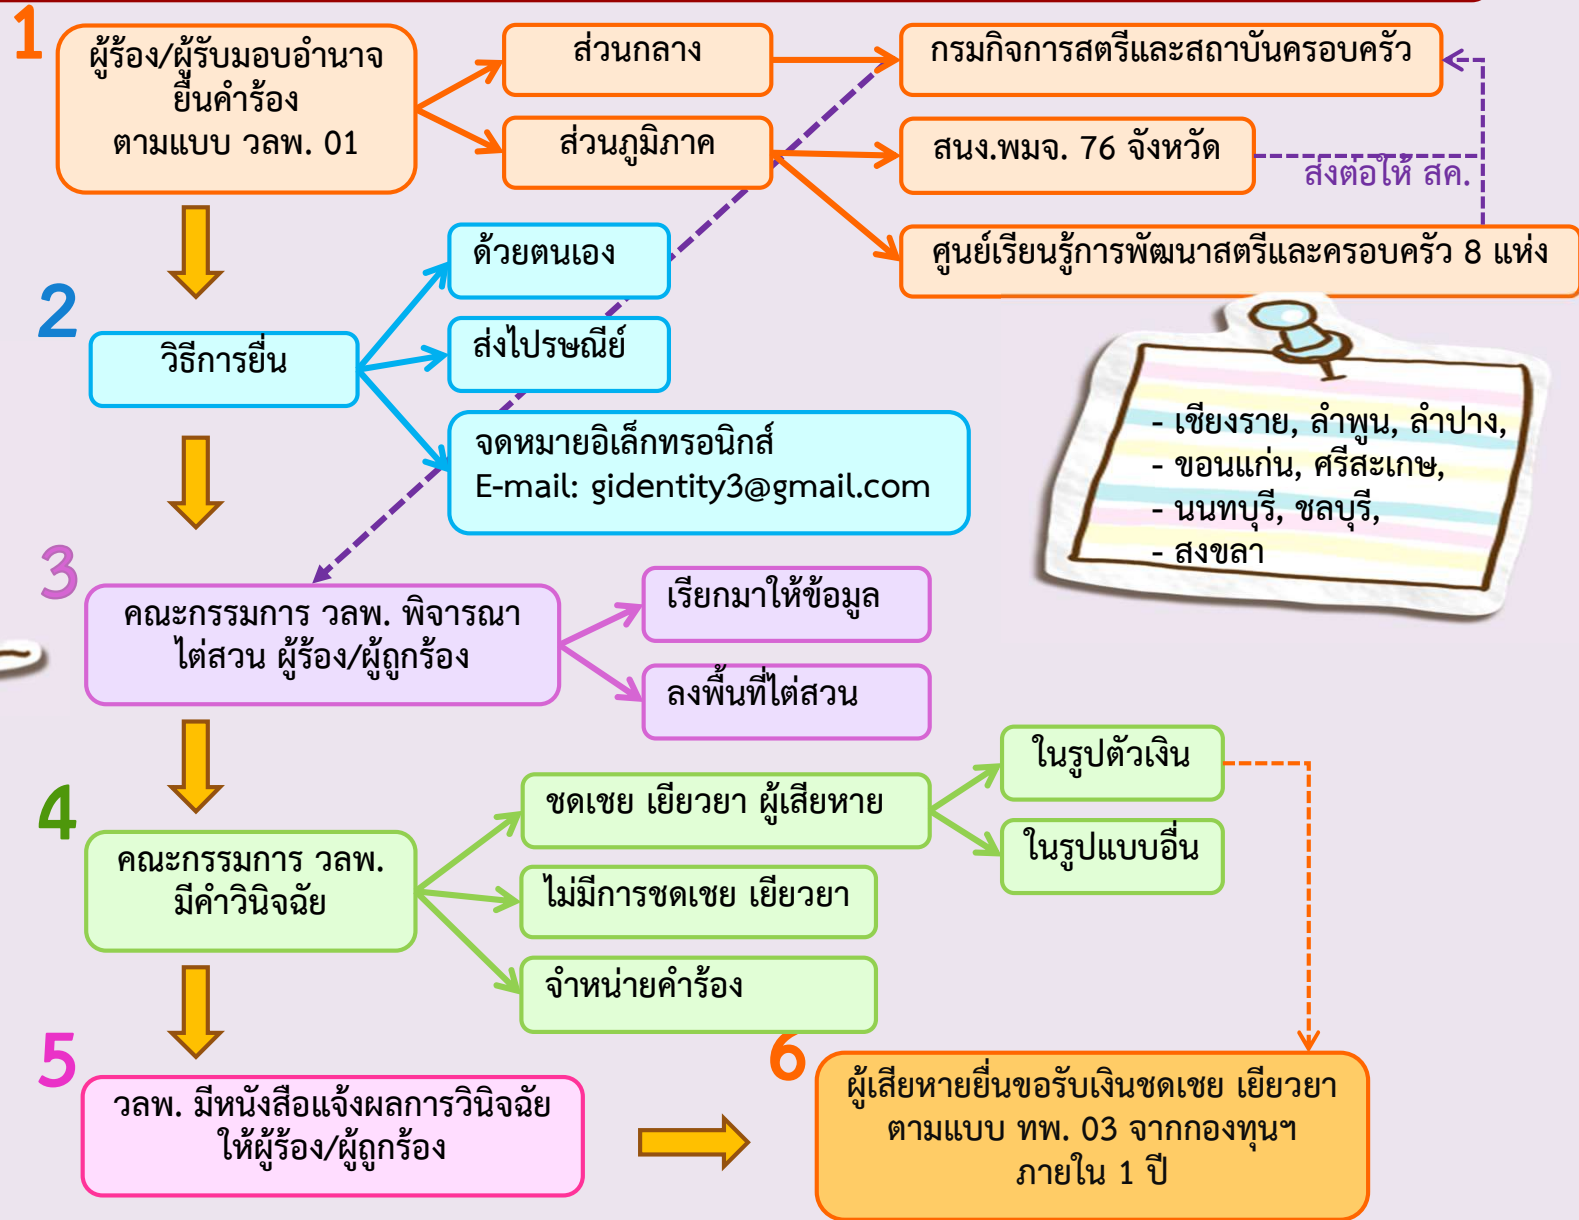 1
ผู้ร้อง/ผู้รับมอบอำนาจ
ยื่นคำร้อง
ตามแบบ วลพ. 01
ส่วนกลาง
กรมกิจการสตรีและสถาบันครอบครัว
ส่วนภูมิภาค
สนง.พมจ. 76 จังหวัด
ส่งต่อให้ สค.
ศูนย์เรียนรู้การพัฒนาสตรีและครอบครัว 8 แห่ง
2
วิธีการยื่น
ด้วยตนเอง
ส่งไปรษณีย์
จดหมายอิเล็กทรอนิกส์
E-mail: gidentity3@gmail.com
- เชียงราย, ลำพูน, ลำปาง,
- ขอนแก่น, ศรีสะเกษ,
- นนทบุรี, ชลบุรี,
- สงขลา
3
คณะกรรมการ วลพ. พิจารณา
ไต่สวน ผู้ร้อง/ผู้ถูกร้อง
เรียกมาให้ข้อมูล
ลงพื้นที่ไต่สวน
4
คณะกรรมการ วลพ.
มีคำวินิจฉัย
ชดเชย เยียวยา ผู้เสียหาย
ในรูปตัวเงิน
ในรูปแบบอื่น
ไม่มีการชดเชย เยียวยา
จำหน่ายคำร้อง
5
วลพ. มีหนังสือแจ้งผลการวินิจฉัย
ให้ผู้ร้อง/ผู้ถูกร้อง
6
ผู้เสียหายยื่นขอรับเงินชดเชย เยียวยา
ตามแบบ ทพ. 03 จากกองทุนฯ
ภายใน 1 ปี